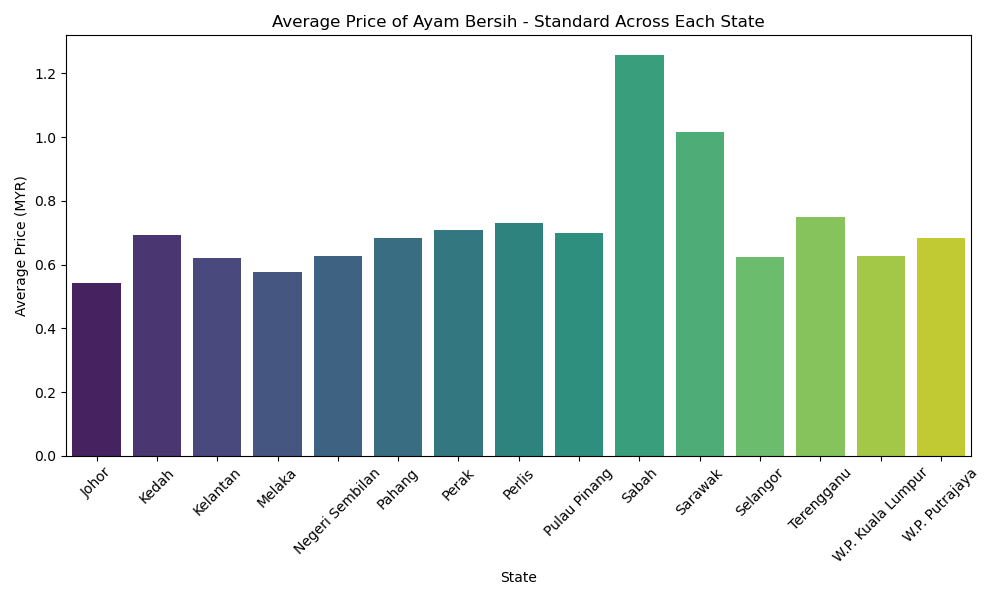 Average Price of Ayam Bersih - Standard Across Each State
Average Price (MYR)
1.2
1.0
0.8
0.6
0.4
0.2
0.0
Johor
Kedah
Kelantan
Melaka
Negeri Sembilan
Pahang
Perak
Perlis
Pulau Pinang
Sabah
Sarawak
Selangor
Terengganu
W.P. Kuala Lumpur
W.P. Putrajaya
State